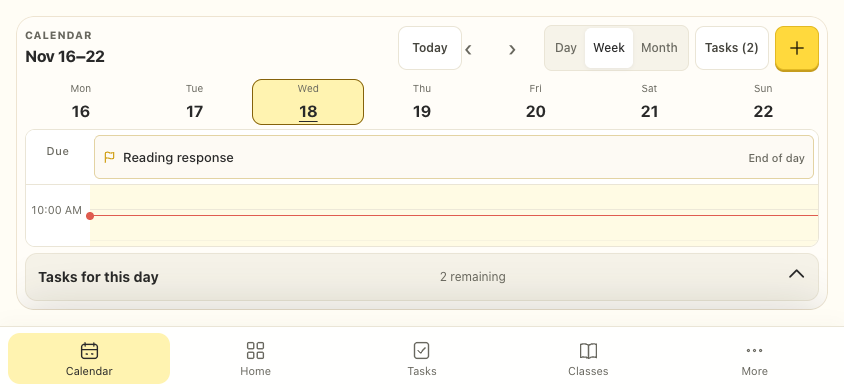 CALENDAR
Nov 16–22
Today
Day Week Month
Tasks (2)
Mon Tue Wed Thu Fri Sat Sun
16 17 18 19 20 21 22
Due
Reading response
End of day
10:00 AM
Tasks for this day
2 remaining
Calendar Home Tasks Classes More